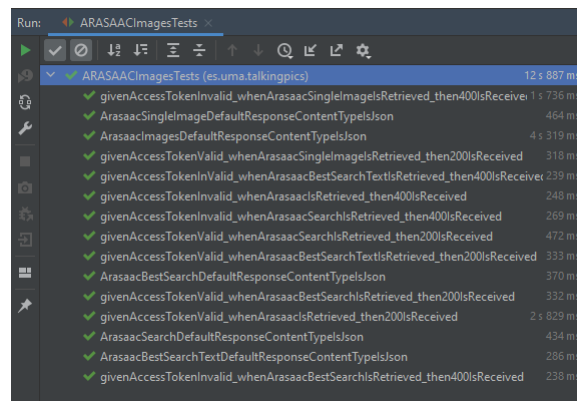 Run: ARASAACImagesTests ×
ARASAACImagesTests (es.uma.talkingpics) 12 s 887 ms
givenAccessTokenInvalid_whenArasaacSingleImageIsRetrieved_then400IsReceived 1 s 736 ms
ArasaacSingleImageDefaultResponseContentTypeIsJson 464 ms
ArasaacImagesDefaultResponseContentTypeIsJson 4 s 319 ms
givenAccessTokenValid_whenArasaacSingleImageIsRetrieved_then200IsReceived 318 ms
givenAccessTokenInValid_whenArasaacBestSearchTextIsRetrieved_then400IsReceived 239 ms
givenAccessTokenInvalid_whenArasaacIsRetrieved_then400IsReceived 248 ms
givenAccessTokenInvalid_whenArasaacSearchIsRetrieved_then400IsReceived 269 ms
givenAccessTokenValid_whenArasaacSearchIsRetrieved_then200IsReceived 472 ms
givenAccessTokenValid_whenArasaacBestSearchTextIsRetrieved_then200IsReceived 333 ms
ArasaacBestSearchDefaultResponseContentTypeIsJson 370 ms
givenAccessTokenValid_whenArasaacBestSearchIsRetrieved_then200IsReceived 332 ms
givenAccessTokenValid_whenArasaacIsRetrieved_then200IsReceived 2 s 829 ms
ArasaacSearchDefaultResponseContentTypeIsJson 434 ms
ArasaacBestSearchTextDefaultResponseContentTypeIsJson 286 ms
givenAccessTokenInvalid_whenArasaacBestSearchIsRetrieved_then400IsReceived 238 ms